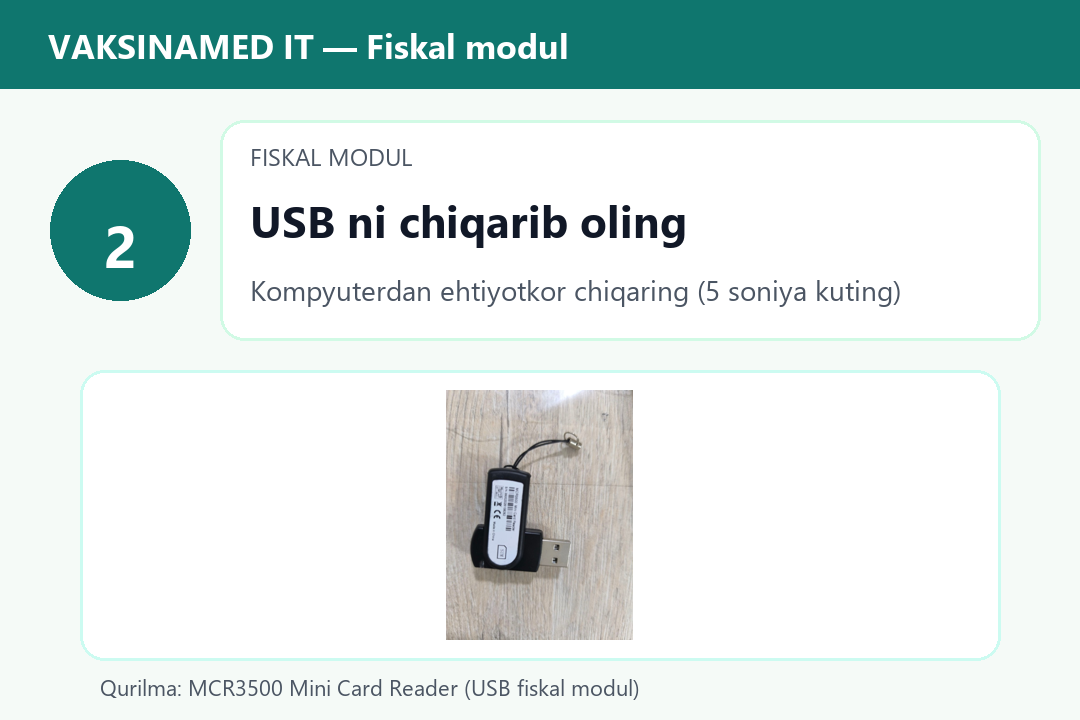 VAKSINAMED IT — Fiskal modul
2
FISKAL MODUL
USB ni chiqarib oling
Kompyuterdan ehtiyotkor chiqaring (5 soniya kuting)
Qurilma: MCR3500 Mini Card Reader (USB fiskal modul)